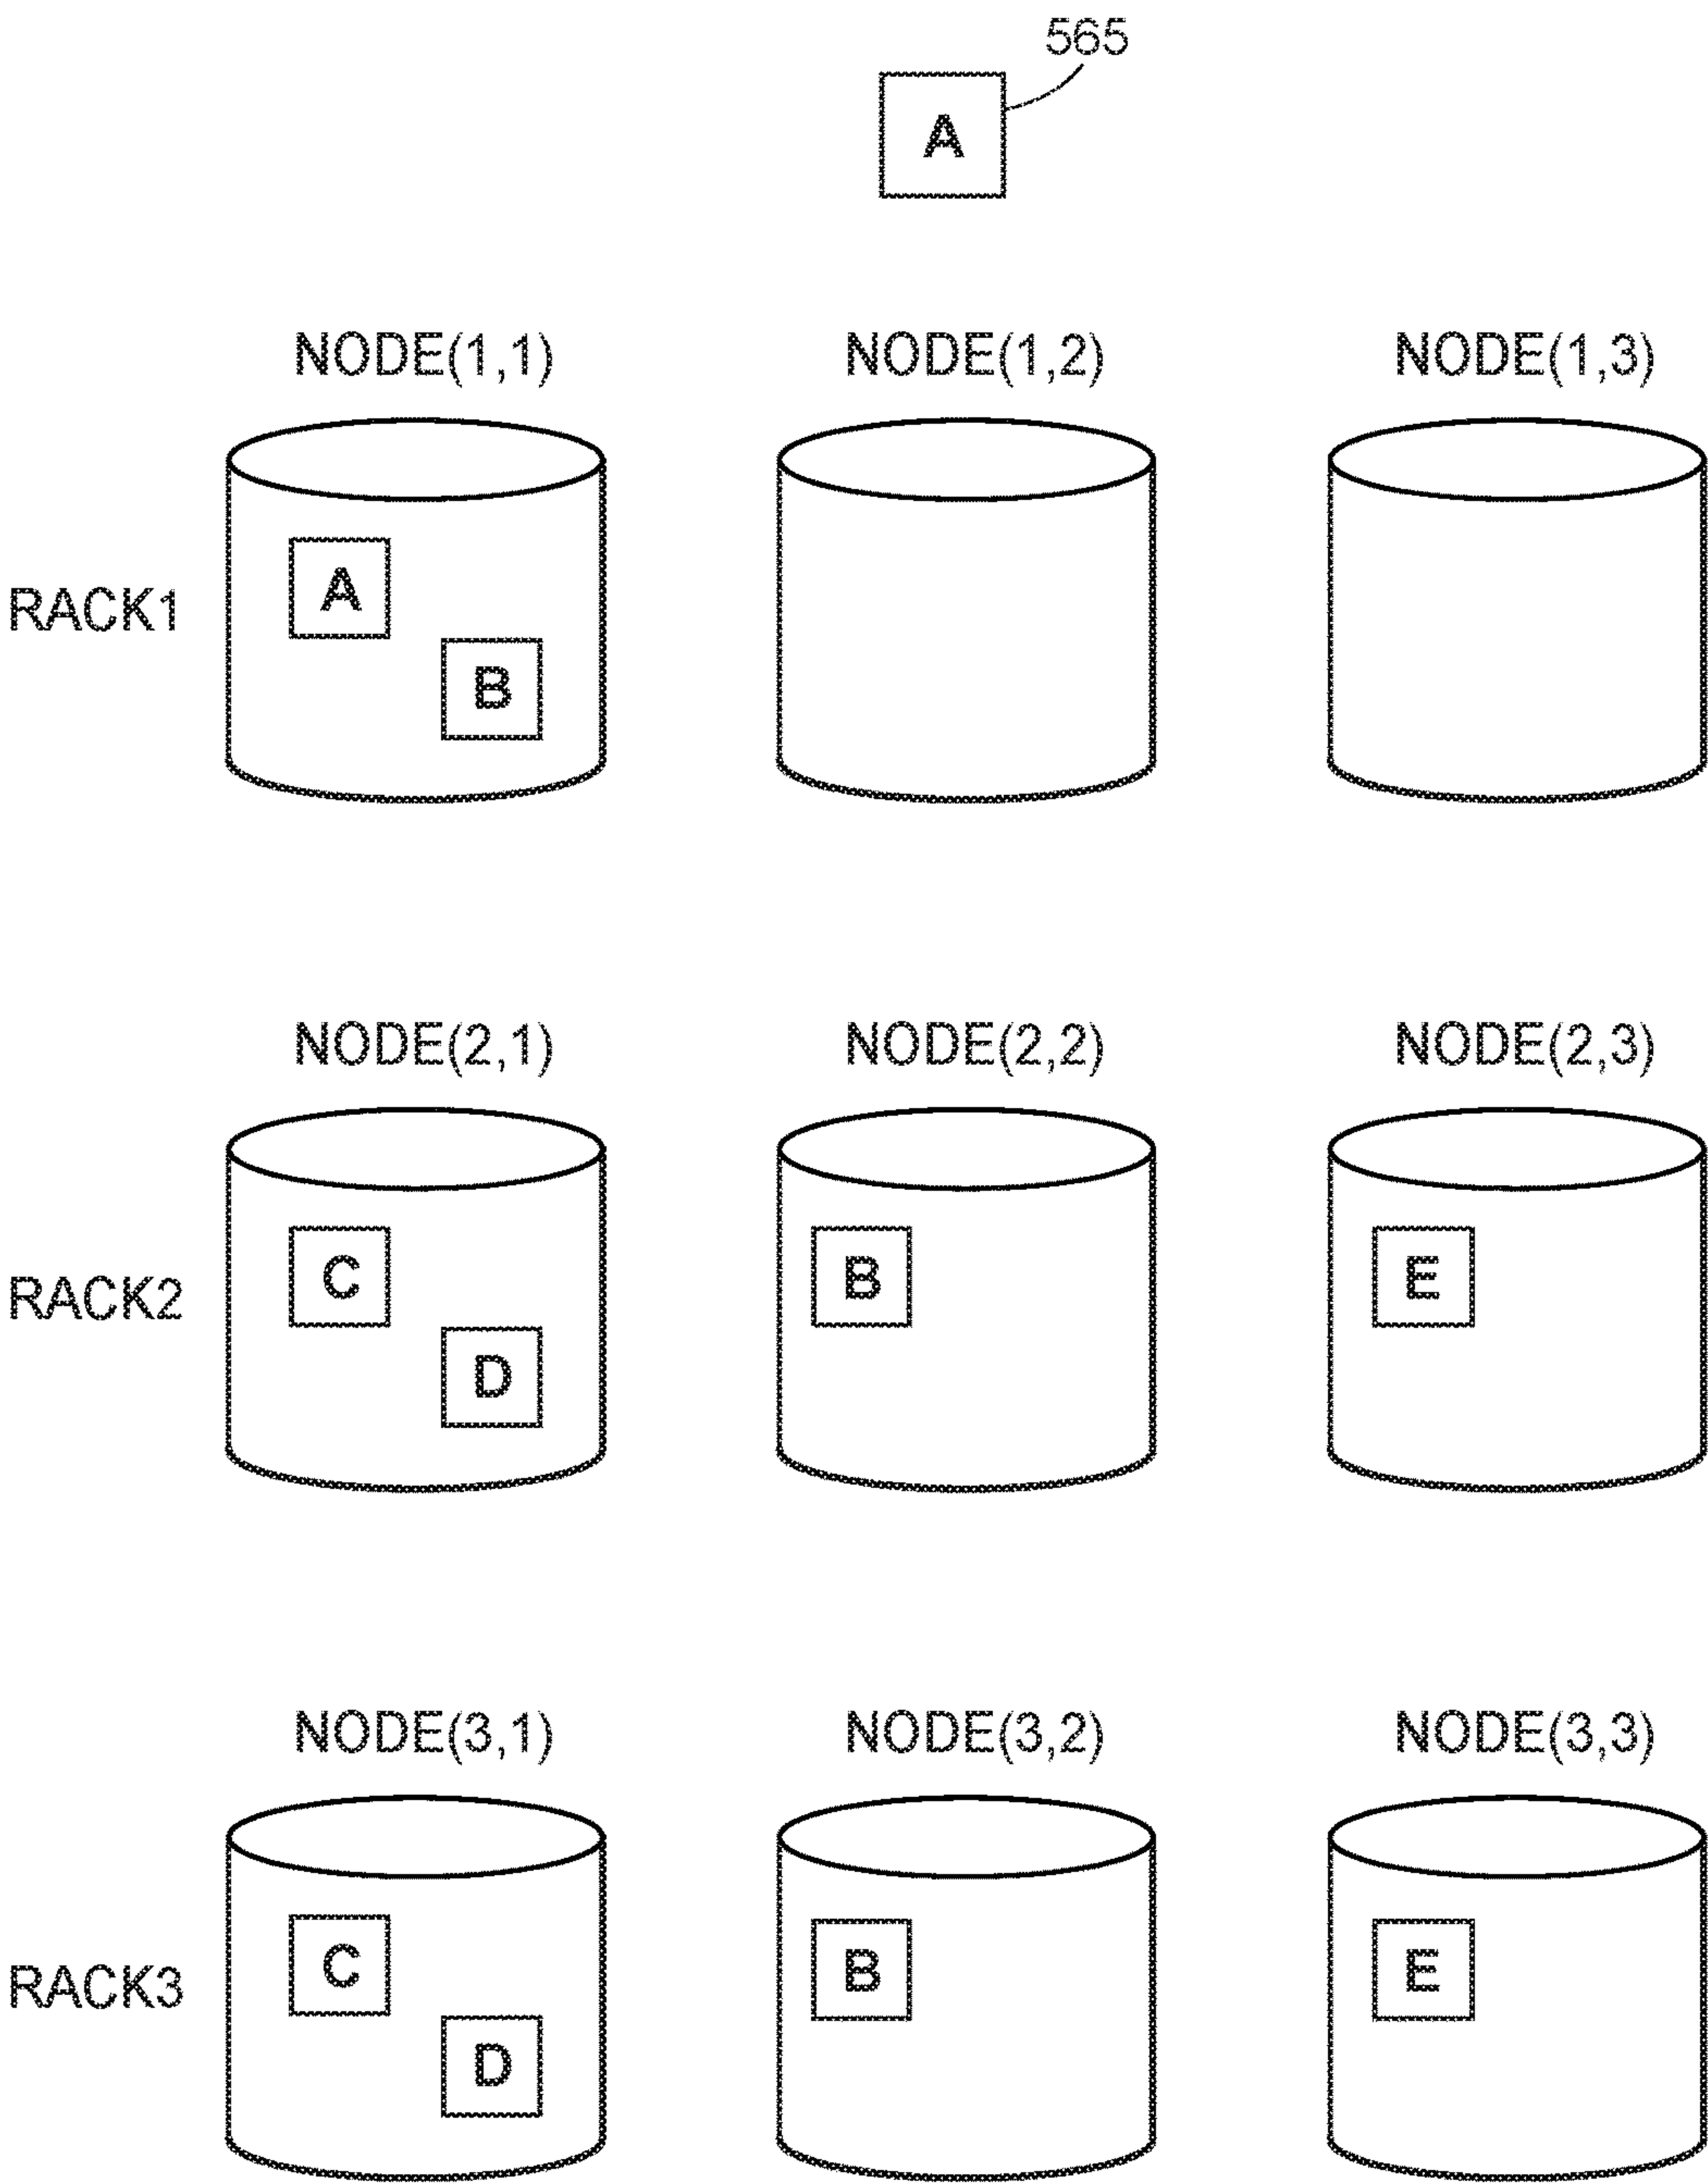 565
A
NODE(1,1) NODE(1,2) NODE(1,3)
A
RACK1
B
NODE(2,1) NODE(2,2) NODE(2,3)
C B E
RACK2
D
NODE(3,1) NODE(3,2) NODE(3,3)
C B E
RACK3
D